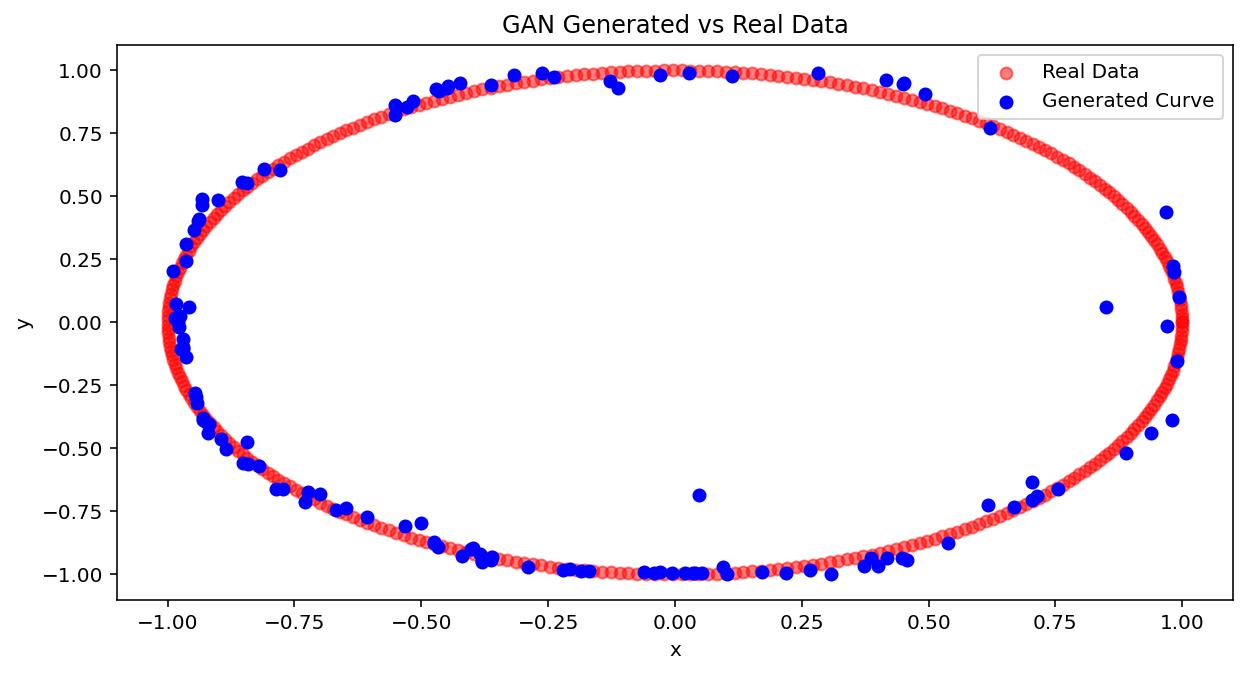 GAN Generated vs Real Data
1.00
0.75
0.50
0.25
0.00
−0.25
−0.50
−0.75
−1.00
y
Real Data
Generated Curve
−1.00 −0.75 −0.50 −0.25 0.00 0.25 0.50 0.75 1.00
x